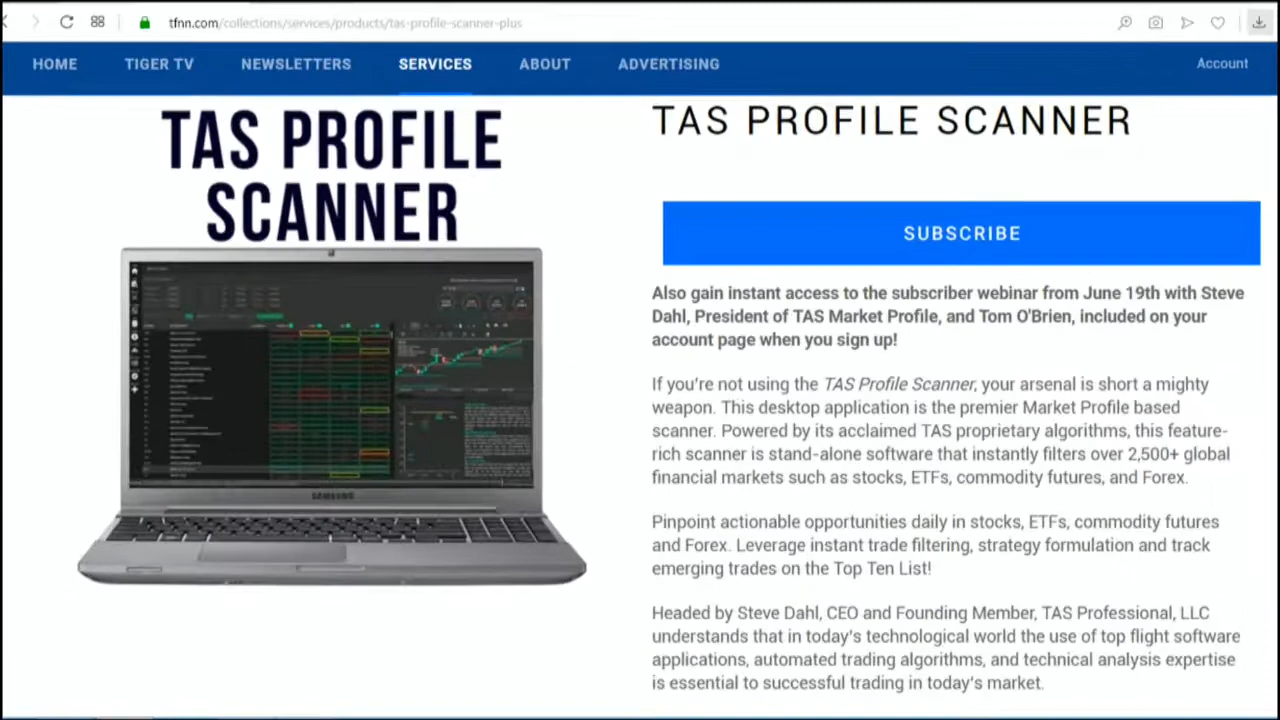 tfnn.com/collections/services/products/tas-profile-scanner-plus
HOME TIGER TV NEWSLETTERS SERVICES ABOUT ADVERTISING Account
TAS PROFILE
SCANNER
SAMSUNG
TAS PROFILE SCANNER
SUBSCRIBE
Also gain instant access to the subscriber webinar from June 19th with Steve
Dahl, President of TAS Market Profile, and Tom O'Brien, included on your
account page when you sign up!
If you're not using the TAS Profile Scanner, your arsenal is short a mighty
weapon. This desktop application is the premier Market Profile based
scanner. Powered by its acclaimed TAS proprietary algorithms, this feature-
rich scanner is stand-alone software that instantly filters over 2,500+ global
financial markets such as stocks, ETFs, commodity futures, and Forex.
Pinpoint actionable opportunities daily in stocks, ETFs, commodity futures
and Forex. Leverage instant trade filtering, strategy formulation and track
emerging trades on the Top Ten List!
Headed by Steve Dahl, CEO and Founding Member, TAS Professional, LLC
understands that in today's technological world the use of top flight software
applications, automated trading algorithms, and technical analysis expertise
is essential to successful trading in today's market.